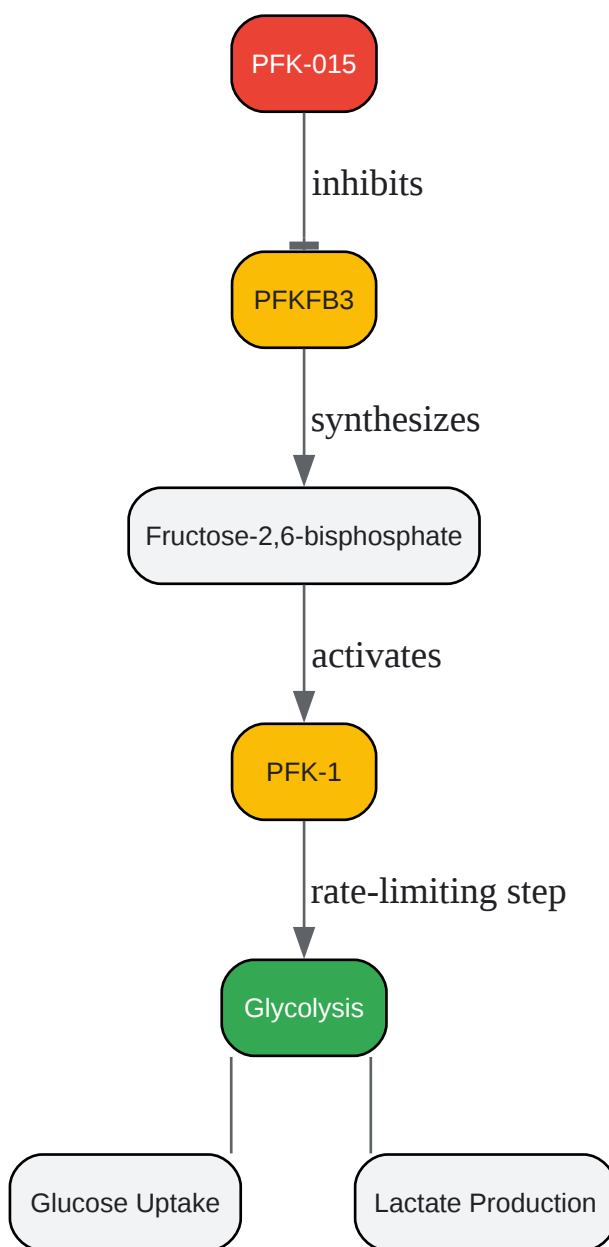 PFK-015
inhibits
PFKFB3
synthesizes
Fructose-2,6-bisphosphate
activates
PFK-1
rate-limiting step
Glycolysis
Glucose Uptake
Lactate Production